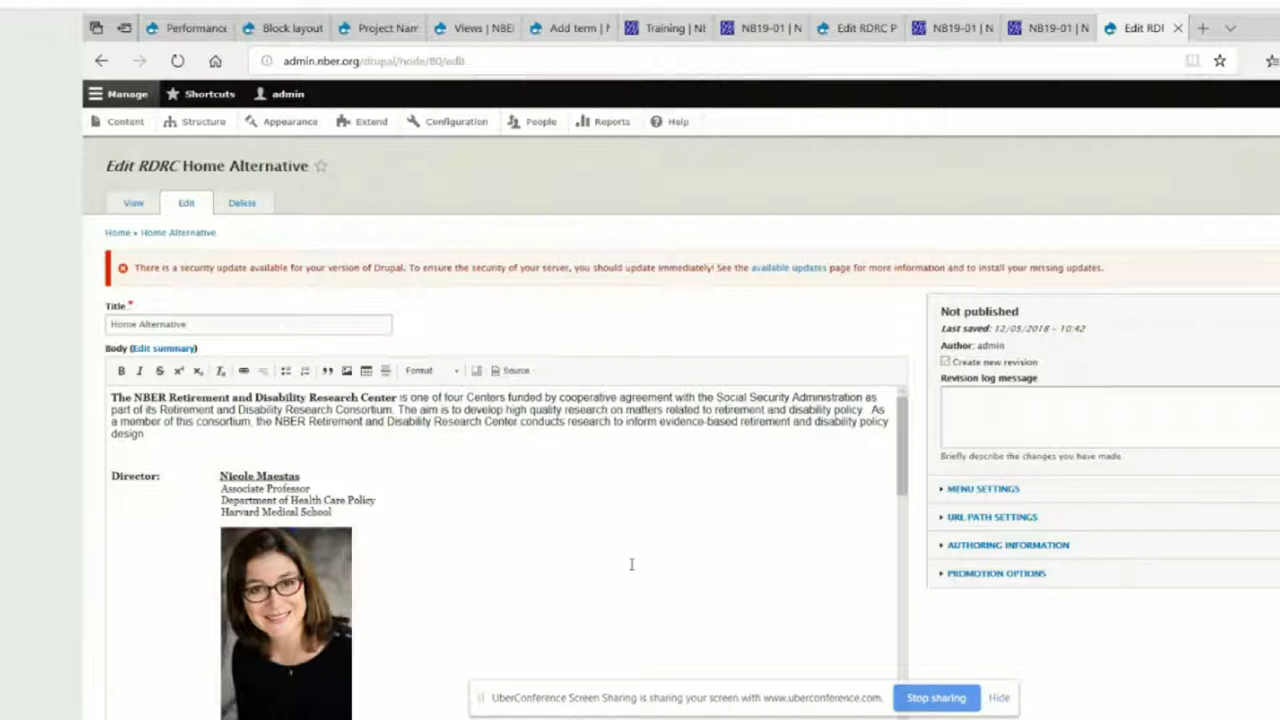 Performance
Block layout
Project Nam
Views | NBE
Add term |
Training | N
NB19-01 | N
Edit RDRC P
NB19-01 | N
NB19-01 | N
Edit RDI
admin.nber.org/drupal/node/80/edit
Manage
Shortcuts
admin
Content
Structure
Appearance
Extend
Configuration
People
Reports
Help
Edit RDRC Home Alternative
View
Edit
Delete
Home » Home Alternative
There is a security update available for your version of Drupal. To ensure the security of your server, you should update immediately! See the available updates page for more information and to install your missing updates.
Title *
Home Alternative
Body (Edit summary)
Format
Source
The NBER Retirement and Disability Research Center is one of four Centers funded by cooperative agreement with the Social Security Administration as
part of its Retirement and Disability Research Consortium. The aim is to develop high quality research on matters related to retirement and disability policy As
a member of this consortium, the NBER Retirement and Disability Research Center conducts research to inform evidence-based retirement and disability policy
design
Director:
Nicole Maestas
Associate Professor
Department of Health Care Policy
Harvard Medical School
Not published
Last saved: 12/05/2018 - 10:42
Author: admin
Create new revision
Revision log message
Briefly describe the changes you have made.
MENU SETTINGS
URL PATH SETTINGS
AUTHORING INFORMATION
PROMOTION OPTIONS
UberConference Screen Sharing is sharing your screen with www.uberconference.com.
Stop sharing
Hide